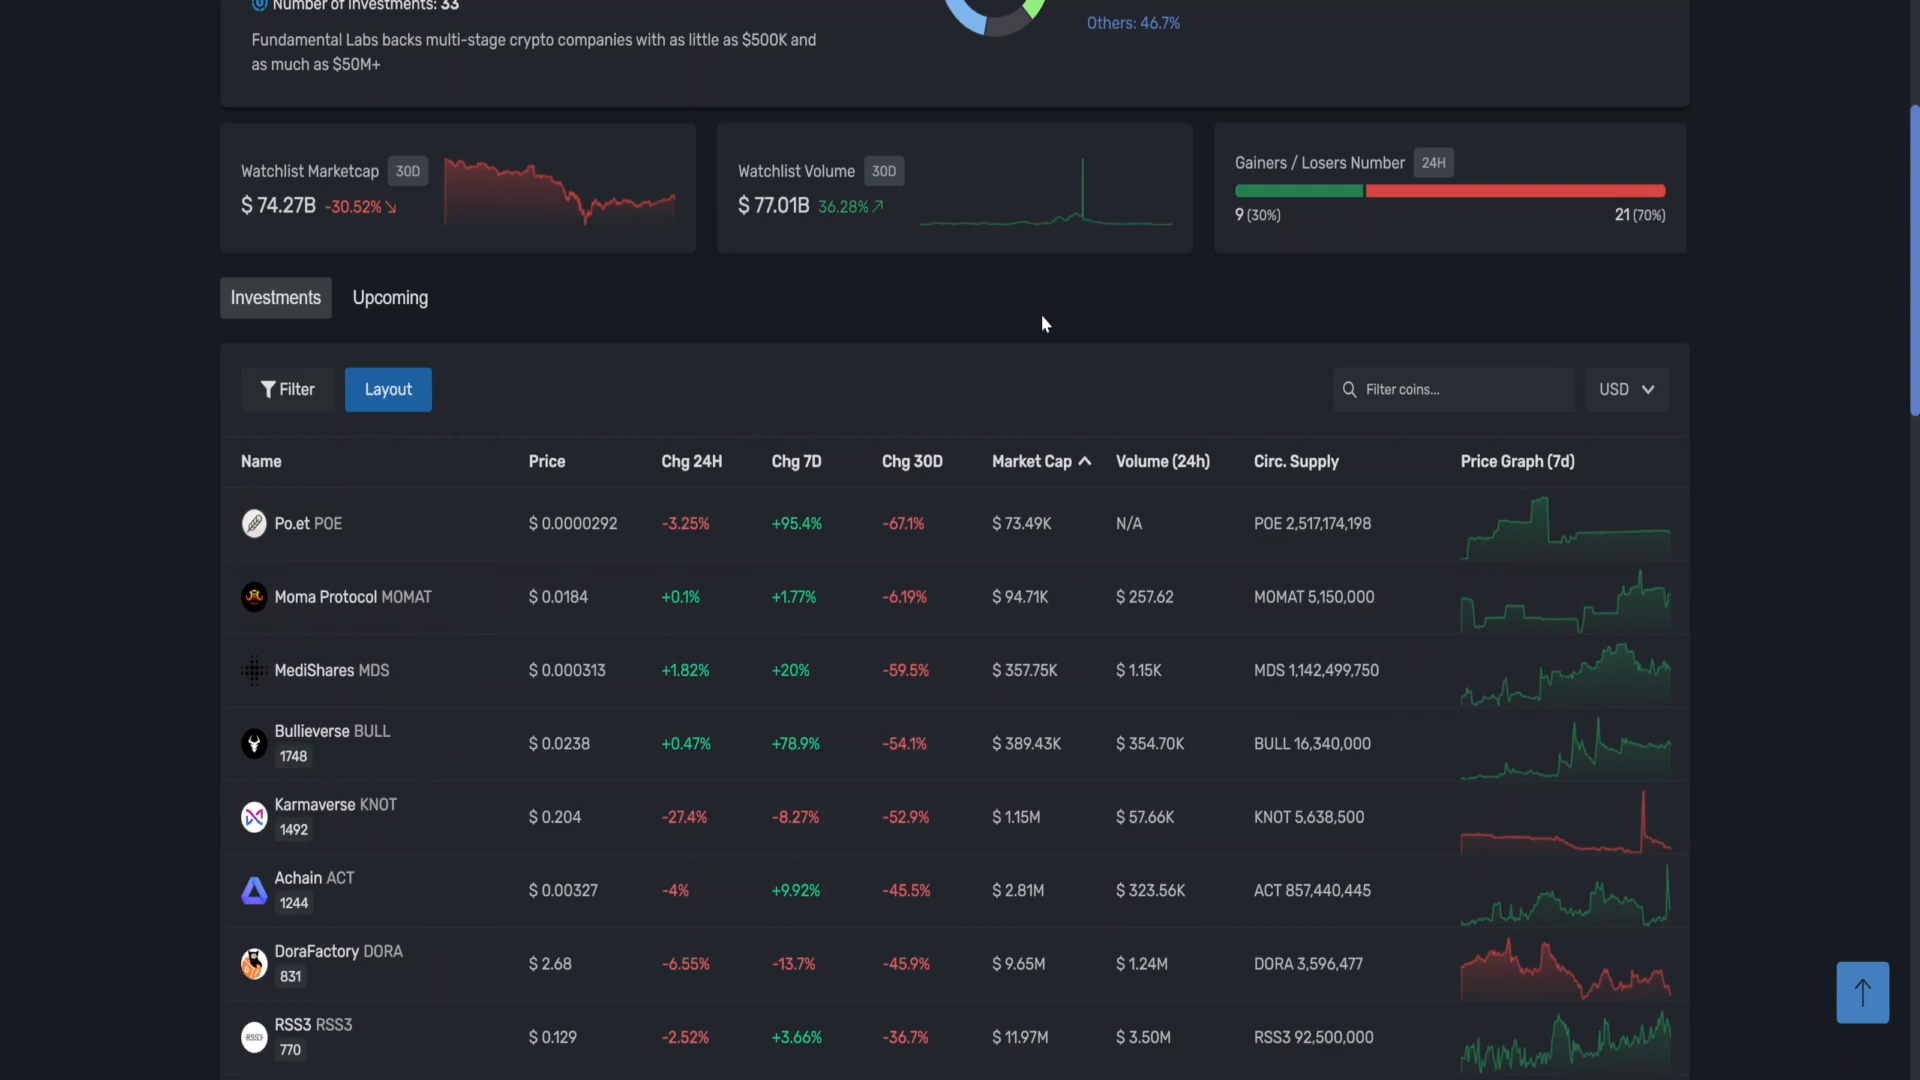 Number of Investments: 33
Others: 46.7%
Fundamental Labs backs multi-stage crypto companies with as little as $500K and
as much as $50M+
Watchlist Marketcap 30D
$ 74.27B -30.52%
Watchlist Volume 30D
$ 77.01B 36.28%
Gainers / Losers Number 24H
9 (30%) 21 (70%)
Investments Upcoming
Filter Layout Filter coins... USD
Name Price Chg 24H Chg 7D Chg 30D Market Cap Volume (24h) Circ. Supply Price Graph (7d)
Po.et POE $ 0.0000292 -3.25% +95.4% -67.1% $ 73.49K N/A POE 2,517,174,198
Moma Protocol MOMAT $ 0.0184 +0.1% +1.77% -6.19% $ 94.71K $ 257.62 MOMAT 5,150,000
MediShares MDS $ 0.000313 +1.82% +20% -59.5% $ 357.75K $ 1.15K MDS 1,142,499,750
Bullieverse BULL
1748
$ 0.0238 +0.47% +78.9% -54.1% $ 389.43K $ 354.70K BULL 16,340,000
Karmaverse KNOT
1492
$ 0.204 -27.4% -8.27% -52.9% $ 1.15M $ 57.66K KNOT 5,638,500
Achain ACT
1244
$ 0.00327 -4% +9.92% -45.5% $ 2.81M $ 323.56K ACT 857,440,445
DoraFactory DORA
831
$ 2.68 -6.55% -13.7% -45.9% $ 9.65M $ 1.24M DORA 3,596,477
RSS3 RSS3 RSS3
770
$ 0.129 -2.52% +3.66% -36.7% $ 11.97M $ 3.50M RSS3 92,500,000